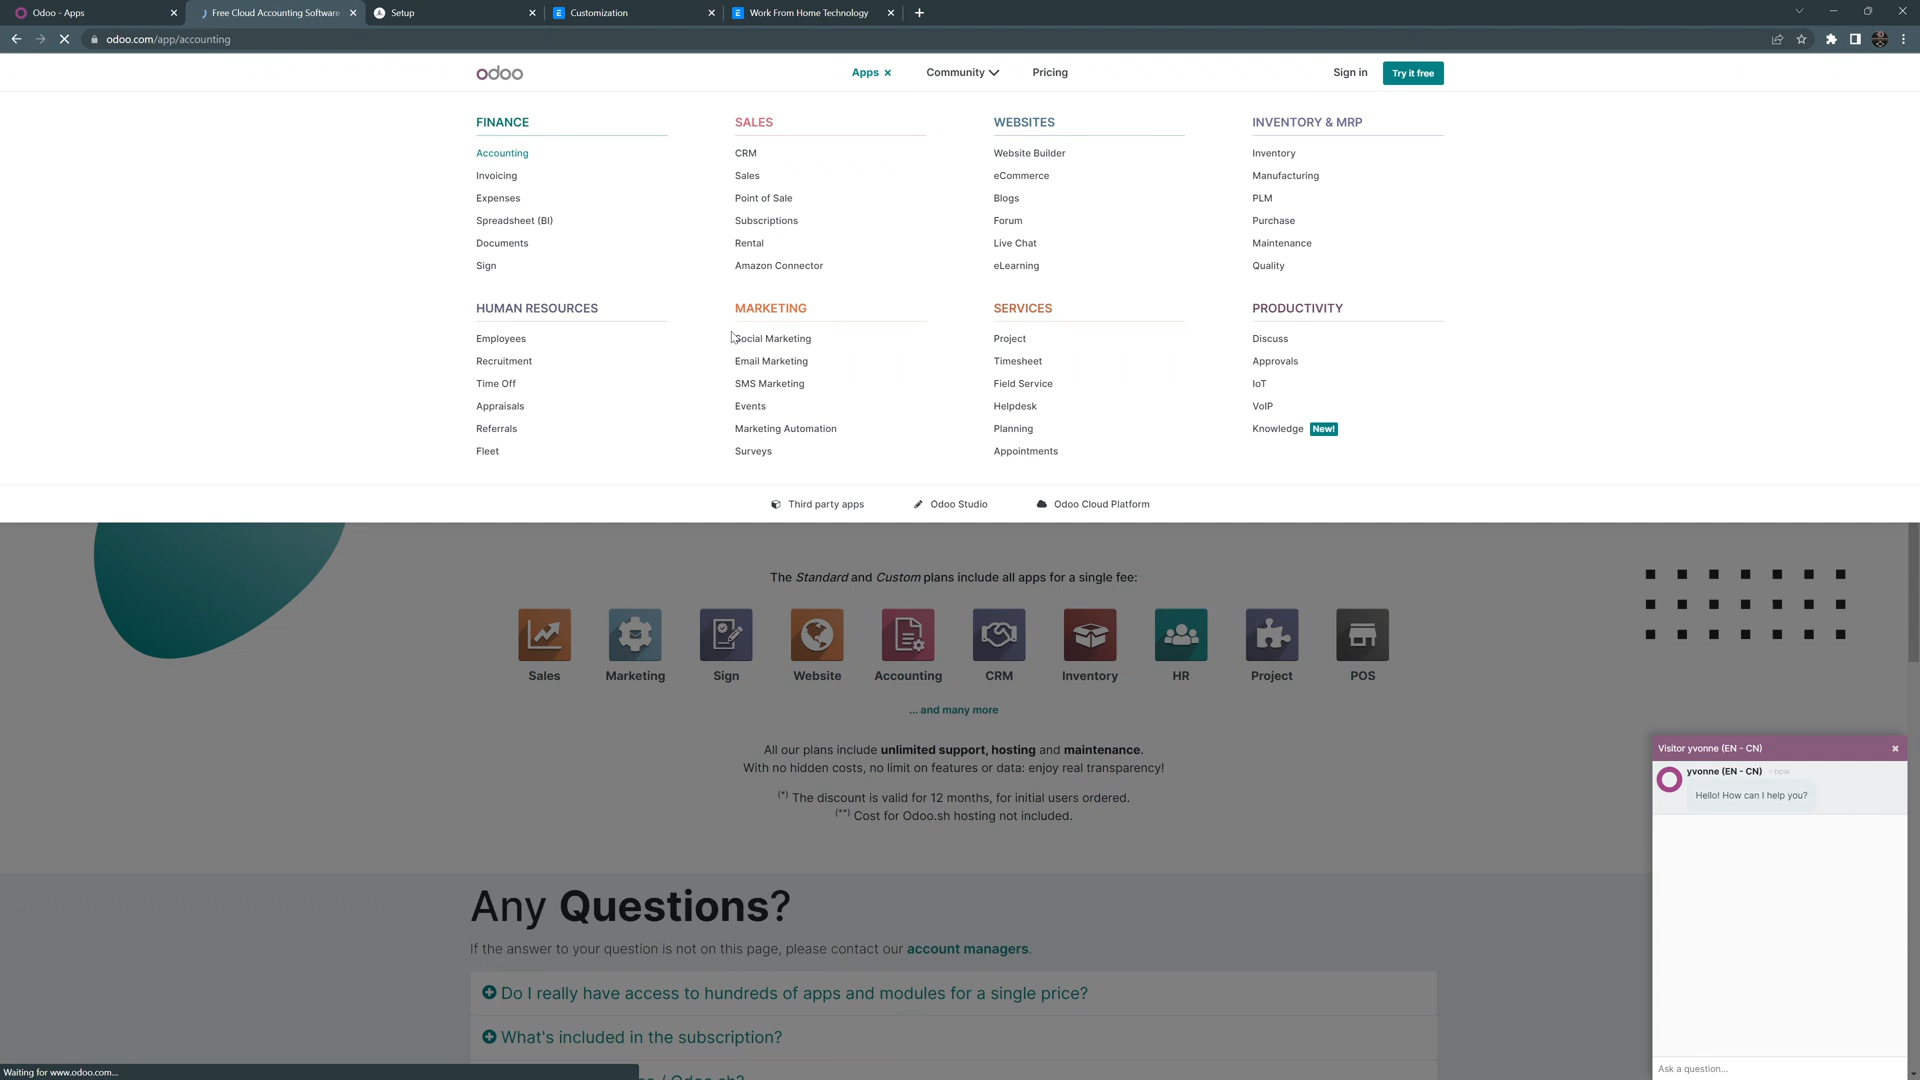 Odoo - Apps
Free Cloud Accounting Software
Setup
Customization
Work From Home Technology
odoo.com/app/accounting
odoo
Apps
Community
Pricing
Sign in
Try it free
FINANCE
Accounting
Invoicing
Expenses
Spreadsheet (BI)
Documents
Sign
SALES
CRM
Sales
Point of Sale
Subscriptions
Rental
Amazon Connector
WEBSITES
Website Builder
eCommerce
Blogs
Forum
Live Chat
eLearning
INVENTORY & MRP
Inventory
Manufacturing
PLM
Purchase
Maintenance
Quality
HUMAN RESOURCES
Employees
Recruitment
Time Off
Appraisals
Referrals
Fleet
MARKETING
Social Marketing
Email Marketing
SMS Marketing
Events
Marketing Automation
Surveys
SERVICES
Project
Timesheet
Field Service
Helpdesk
Planning
Appointments
PRODUCTIVITY
Discuss
Approvals
IoT
VoIP
Knowledge New!
Third party apps
Odoo Studio
Odoo Cloud Platform
The Standard and Custom plans include all apps for a single fee:
Sales
Marketing
Sign
Website
Accounting
CRM
Inventory
HR
Project
POS
... and many more
All our plans include unlimited support, hosting and maintenance.
With no hidden costs, no limit on features or data: enjoy real transparency!
(*) The discount is valid for 12 months, for initial users ordered.
(**) Cost for Odoo.sh hosting not included.
Any Questions?
If the answer to your question is not on this page, please contact our account managers.
Do I really have access to hundreds of apps and modules for a single price?
What's included in the subscription?
Visitor yvonne (EN - CN)
yvonne (EN - CN) - now
Hello! How can I help you?
Ask a question...
Waiting for www.odoo.com...